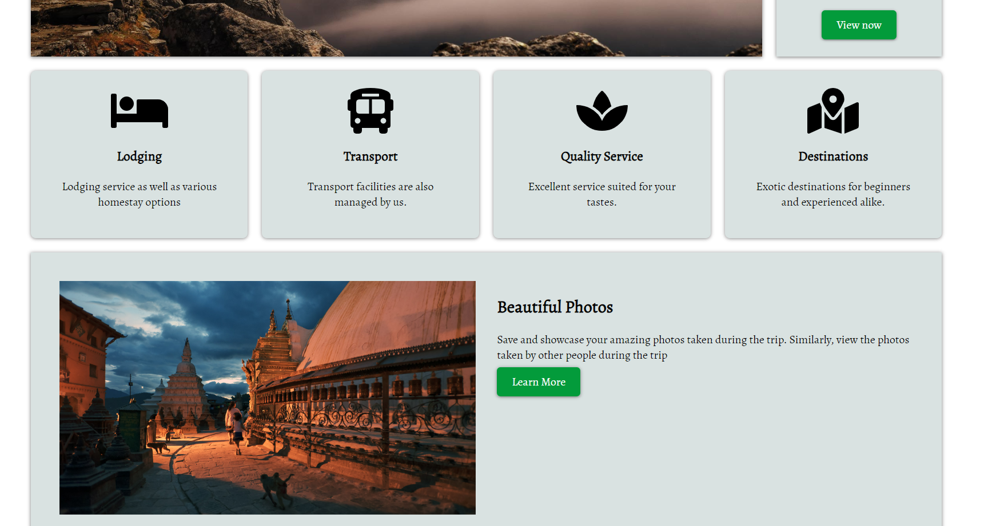 View now
Lodging
Lodging service as well as various
homestay options
Transport
Transport facilities are also
managed by us.
Quality Service
Excellent service suited for your
tastes.
Destinations
Exotic destinations for beginners
and experienced alike.
Beautiful Photos
Save and showcase your amazing photos taken during the trip. Similarly, view the photos
taken by other people during the trip
Learn More